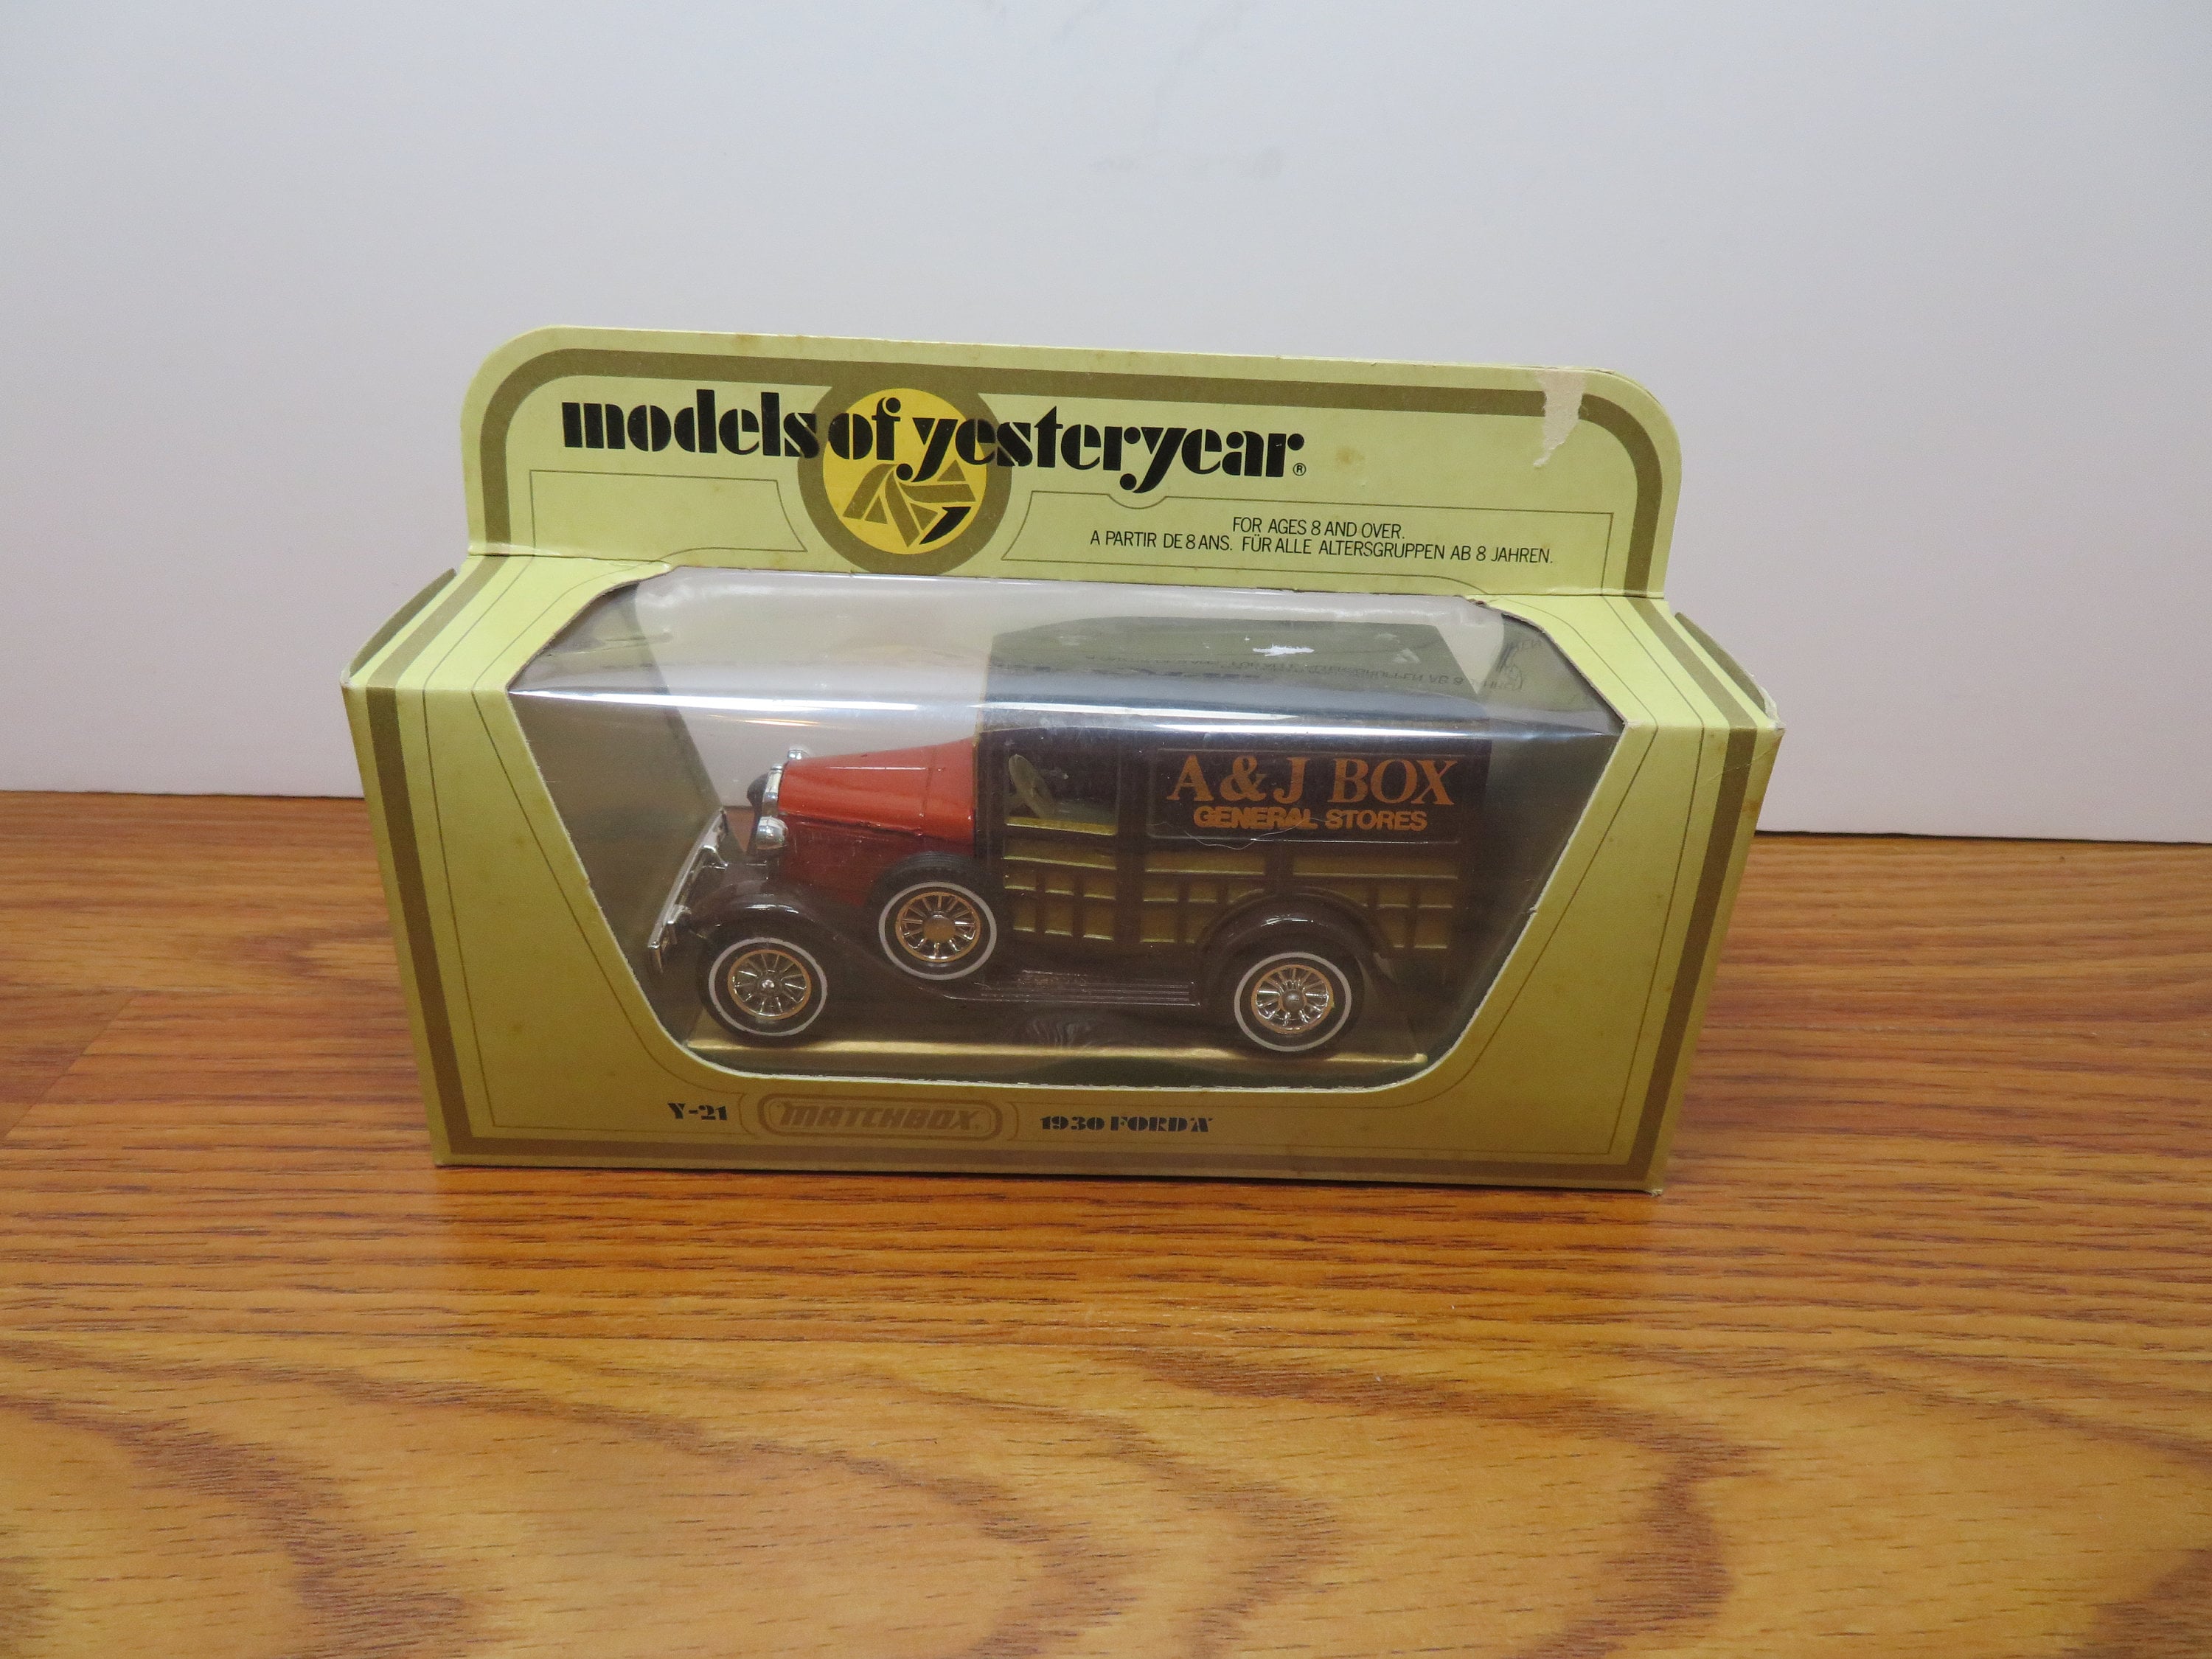 models of yesteryear®
FOR AGES 8 AND OVER.
A PARTIR DE 8 ANS. FÜR ALLE ALTERSGRUPPEN AB 8 JAHREN.
A & J BOX
GENERAL STORES
Y-21 MATCHBOX 1930 FORD 'A'